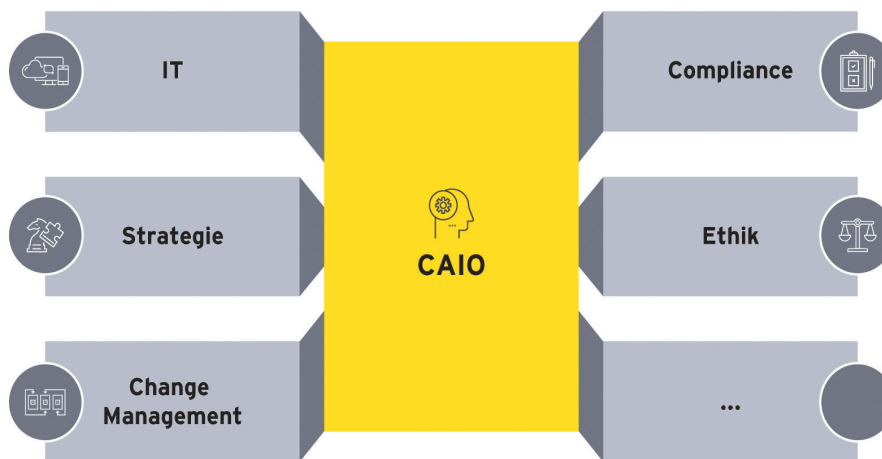 IT
Strategie
Change
Management
CAIO
Compliance
Ethik
...